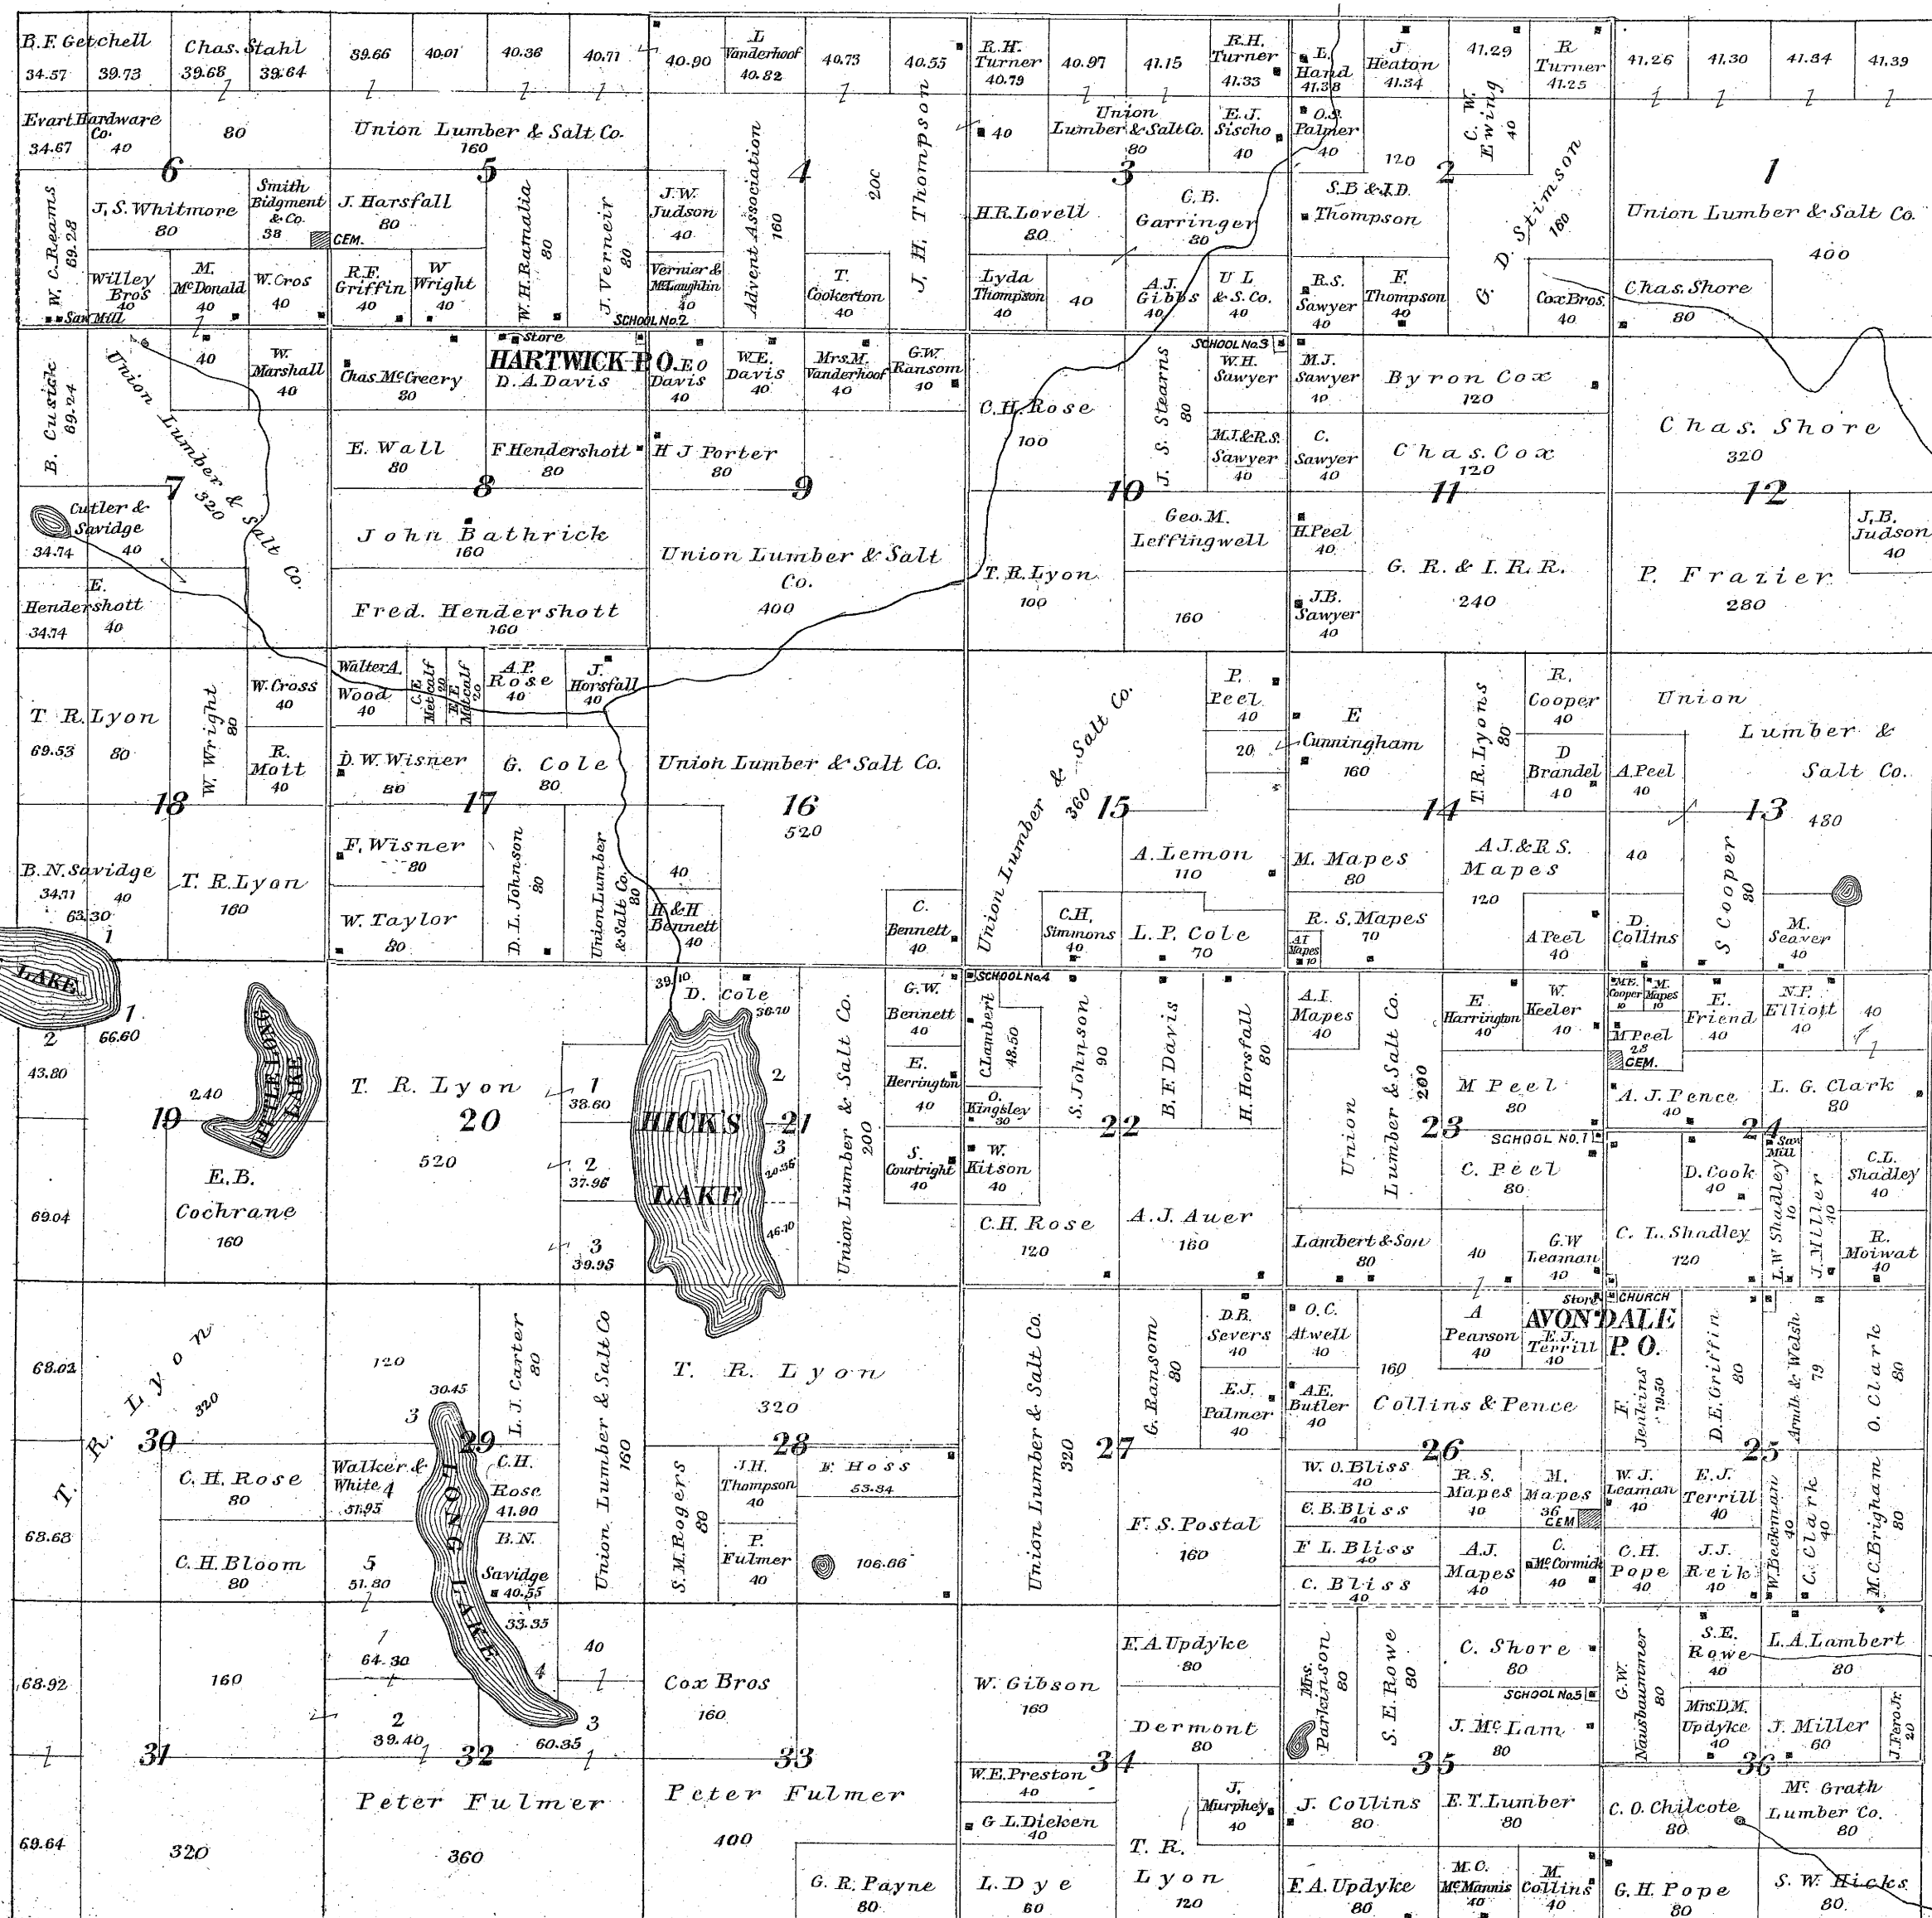 B. F. Getchell
34.57 39.73
Chas. Stahl
39.68 39.64
39.66
40.01
40.36
40.71
40.90
L Vanderhoof
40.82
40.73
40.55
R. H. Turner
40.79
40.97
41.15
R. H. Turner
41.33
L. Hand
41.38
J Heaton
41.34
41.29
R Turner
41.25
41.26
41.30
41.34
41.39
Evart Hardware Co.
34.67 40
80
6
Union Lumber & Salt Co.
160
5
Advent Association
160
4
200
J. H. Thompson
40
Union Lumber & Salt Co.
80
3
E. J. Sischo
40
O. S. Palmer
40
120
2
C. W. Ewing
40
G. D. Stimson
160
1
Union Lumber & Salt Co.
400
W. C. Reams
69.28
J. S. Whitmore
80
Smith Bidgment & Co.
38
CEM.
J. Harsfall
80
W. H. Ramalia
80
J. Verneir
80
J. W. Judson
40
H. R. Lovell
80
C. B. Garringer
80
S. B & J. D. Thompson
Willey Bros
40
Saw Mill
M. McDonald
40
W. Cros
40
R. F. Griffin
40
W Wright
40
Vernier & McLaughlin
40
SCHOOL No. 2
T. Cookerton
40
Lyda Thompson
40
40
A. J. Gibbs
40
U L & S. Co.
40
R. S. Sawyer
40
F. Thompson
40
Cox Bros.
40
Chas. Shore
80
B. Cusick
69.24
Union Lumber & Salt Co.
320
40
W. Marshall
40
Chas. McCreery
80
Store
HARTWICK P. O.
D. A. Davis
E O Davis
40
W. E. Davis
40
Mrs. M. Vanderhoof
40
G. W. Ransom
40
C. H. Rose
100
J. S. Stearns
80
SCHOOL No. 3
W. H. Sawyer
M. J. Sawyer
40
Byron Cox
120
Chas. Shore
320
E. Wall
80
F Hendershott
80
H J Porter
80
M. J. & R. S. Sawyer
40
C. Sawyer
40
Chas. Cox
120
7
8
9
10
11
12
Cutler & Savidge
34.74 40
John Bathrick
160
Union Lumber & Salt Co.
400
T. R. Lyon
100
Geo. M. Leffingwell
160
H. Peel
40
G. R. & I. R. R.
240
P. Frazier
280
J. B. Judson
40
E. Hendershott
34.74 40
Fred. Hendershott
160
J. B. Sawyer
40
T. R. Lyon
69.53 80
W. Wright
80
W. Cross
40
R. Mott
40
Walter A. Wood
40
C. E. Metcalf
20
E. E. Metcalf
20
A. P. Rose
40
J. Horsfall
40
D. W. Wisner
80
G. Cole
80
Union Lumber & Salt Co.
Union Lumber & Salt Co.
360
P. Peel
40
20
E Cunningham
160
T. R. Lyons
80
R. Cooper
40
D Brandel
40
A. Peel
40
Union Lumber & Salt Co.
480
18
17
16
520
15
14
13
B. N. Savidge
34.71 40
63.30
1
T. R. Lyon
160
F. Wisner
80
W. Taylor
80
D. L. Johnson
80
Union Lumber & Salt Co.
80
40
H & H Bennett
40
C. Bennett
40
C. H. Simmons
40
A. Lemon
110
L. P. Cole
70
M. Mapes
80
R. S. Mapes
70
A I Mapes
10
A J. & R S. Mapes
120
A Peel
40
40
D. Collins
S Cooper
80
M. Seaver
40
LAKE
1
66.60
2
43.80
69.04
240
LITTLE LONG LAKE
19
E. B. Cochrane
160
T. R. Lyon
20
520
1
38.60
2
37.96
3
39.95
39.10
D. Cole
36.70
HICK'S LAKE
2
21
3
20.36
46.10
Union Lumber & Salt Co.
200
G. W. Bennett
40
E. Herrington
40
S. Courtright
40
SCHOOL No. 4
C. Lambert
48.50
O. Kingsley
30
W. Kitson
40
S. Johnson
90
B. F. Davis
H. Horsfall
80
22
C. H. Rose
120
A. J. Auer
160
A. I. Mapes
40
Union Lumber & Salt Co.
200
E Harrington
40
W. Keeler
40
M Peel
80
23
SCHOOL NO. 1
C. Peel
80
Lambert & Son
80
40
G. W Leaman
40
M E. Cooper
10
M. Mapes
10
M Peel
28
CEM.
E. Friend
40
N. P. Elliott
40
40
A. J. Pence
40
L. G. Clark
80
24
Saw Mill
D. Cook
40
C. L. Shadley
120
L. W Shadley
J. Miller
40
C. L. Shadley
40
R. Moiwat
40
T. R. Lyon
320
68.02
68.68
30
C. H. Rose
80
C. H. Bloom
80
120
30.45
3
L. J. Carter
80
29
Union Lumber & Salt Co
160
Walker & White 4
51.95
C. H. Rose
41.90
5
51.80
B. N. Savidge
40.55
LONG LAKE
T. R. Lyon
320
28
S. M. Rogers
80
J. H. Thompson
40
P. Fulmer
40
F Hoss
53.34
106.66
Union Lumber & Salt Co.
320
G. Ransom
80
D. B. Severs
40
E. J. Palmer
40
27
F. S. Postal
160
O. C. Atwell
40
A. E. Butler
40
160
Collins & Pence
A Pearson
40
Store
CHURCH
AVONDALE P. O.
E. J. Terrill
40
26
W. O. Bliss
40
E. B. Bliss
40
F L. Bliss
40
C. Bliss
40
R. S. Mapes
40
M. Mapes
36
CEM
A. J. Mapes
40
C. McCormick
40
F. Jenkins
79.50
D. E. Griffin
80
Arndt & Welsh
79
O. Clark
80
25
W. J. Leaman
40
E. J. Terrill
40
C. H. Pope
40
J. J. Reik
40
W. Beekman
40
C. Clark
40
M. C. Brigham
80
68.92
69.64
160
31
320
1
64.30
2
39.40
33.35
4
40
3
60.35
32
Peter Fulmer
360
Cox Bros
160
33
Peter Fulmer
400
G. R. Payne
80
W. Gibson
160
F. A. Updyke
80
Dermont
80
34
W. E. Preston
40
G L. Dieken
40
L. Dye
60
T. R. Lyon
120
J. Murphey
40
Mrs. Parkinson
80
S. E. Rowe
80
C. Shore
80
SCHOOL No. 5
J. McLam
80
35
J. Collins
80
E. T. Lumber
80
F. A. Updyke
80
M. O. McMannis
40
M. Collins
40
G. W. Nausbaummer
80
S. E. Rowe
40
L. A. Lambert
80
Mrs. D. M. Updyke
40
J. Miller
60
J. Fero Jr.
20
36
C. O. Chilcote
80
Mc Grath Lumber Co.
80
G. H. Pope
80
S. W. Hicks
80